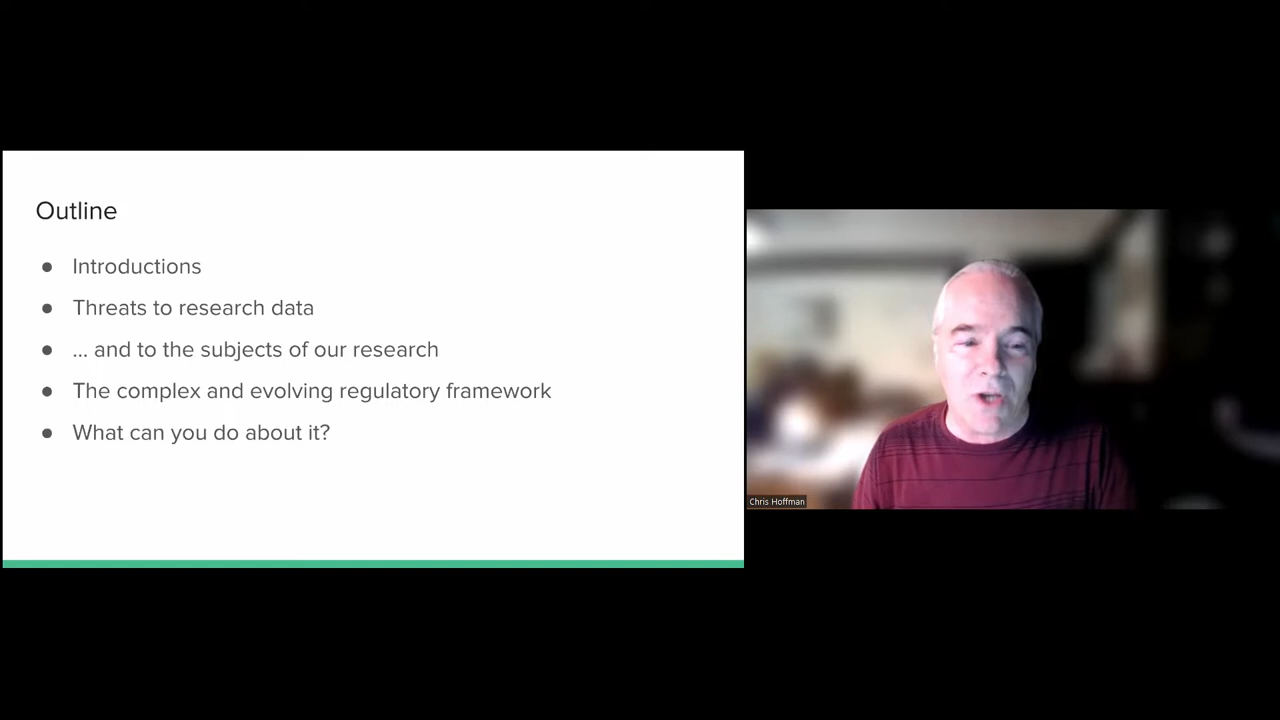 Outline
● Introductions
● Threats to research data
● ... and to the subjects of our research
● The complex and evolving regulatory framework
● What can you do about it?
Chris Hoffman